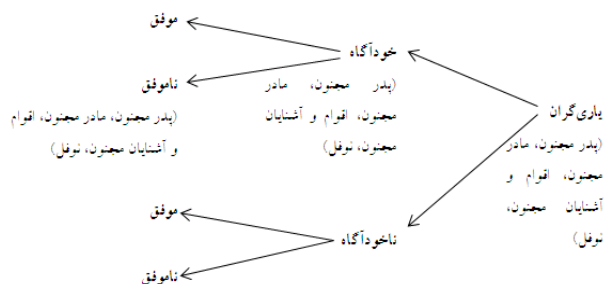 یاری‌گران
(پدر مجنون، مادر
مجنون، اقوام و
آشنایان مجنون،
نوفل)
خودآگاه
(پدر مجنون، مادر
مجنون، اقوام و آشنایان
مجنون، نوفل)
موفق
ناموفق
(پدر مجنون، مادر مجنون، اقوام
و آشنایان مجنون، نوفل)
ناخودآگاه
موفق
ناموفق